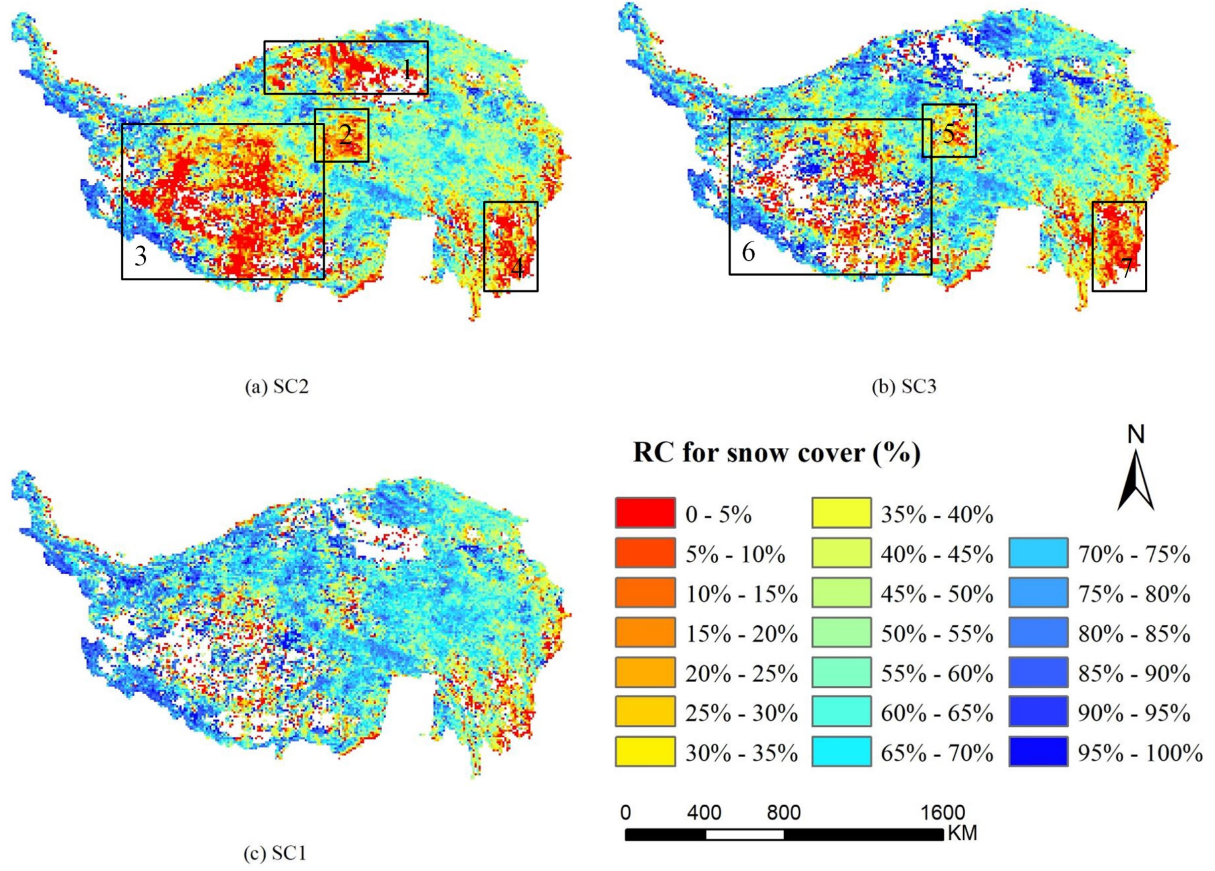 1
2
3
4
5
6
7
(a) SC2
(b) SC3
RC for snow cover (%)
N
0 - 5%
5% - 10%
10% - 15%
15% - 20%
20% - 25%
25% - 30%
30% - 35%
35% - 40%
40% - 45%
45% - 50%
50% - 55%
55% - 60%
60% - 65%
65% - 70%
70% - 75%
75% - 80%
80% - 85%
85% - 90%
90% - 95%
95% - 100%
0 400 800 1600
KM
(c) SC1